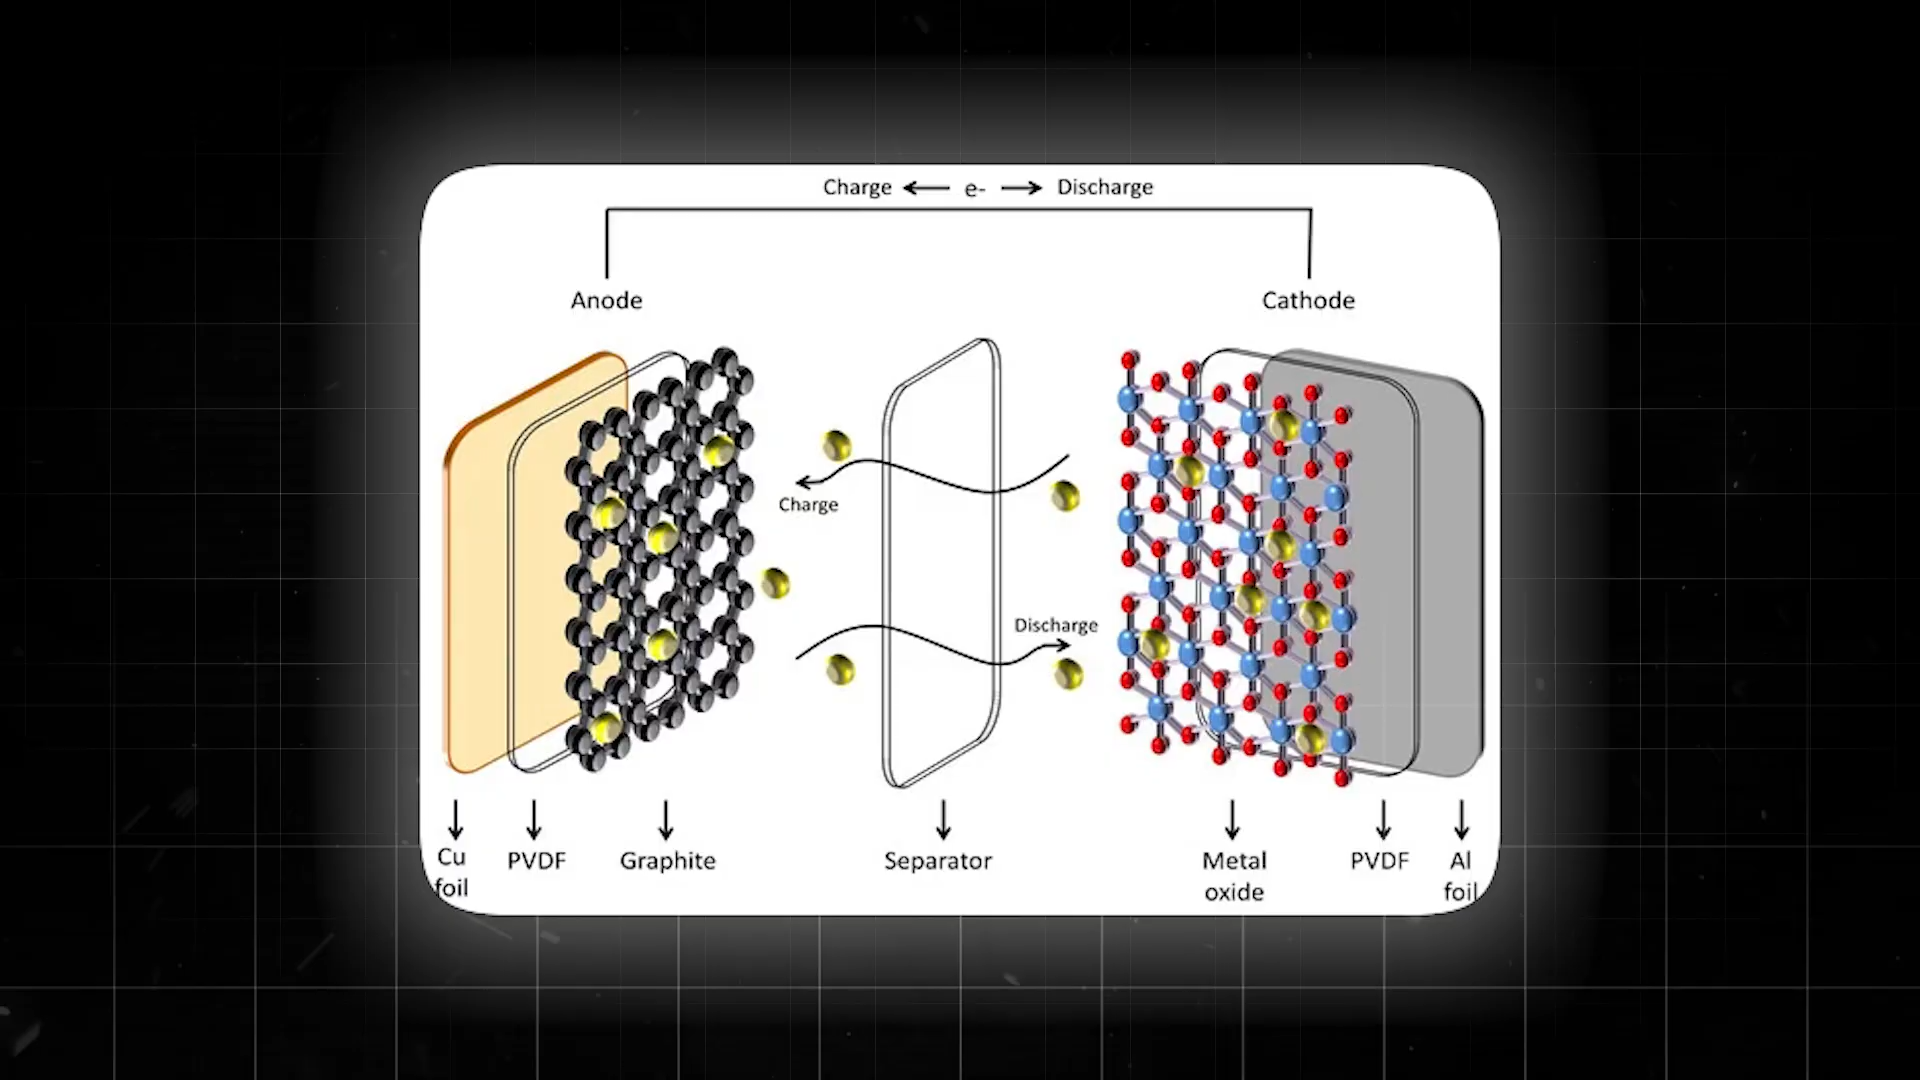 Charge ← e- → Discharge
Anode
Cathode
Charge
Discharge
Cu
foil
PVDF
Graphite
Separator
Metal
oxide
PVDF
Al
foil